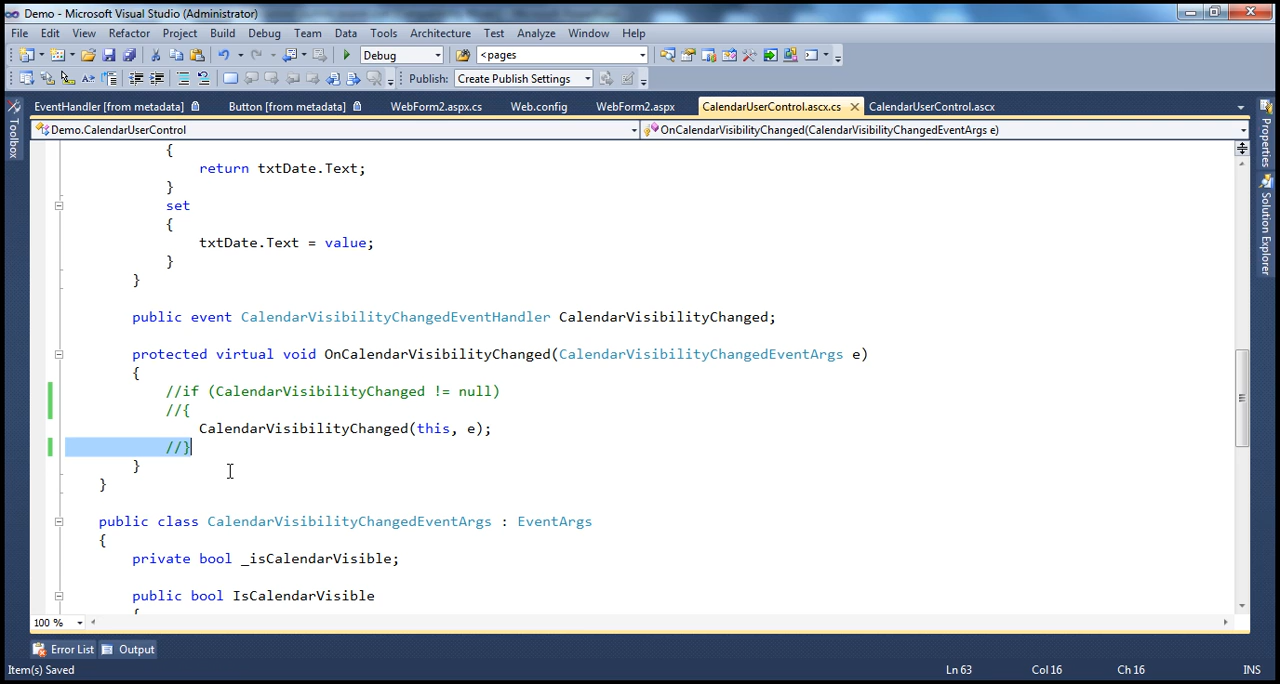 Demo - Microsoft Visual Studio (Administrator)
File Edit View Refactor Project Build Debug Team Data Tools Architecture Test Analyze Window Help
Debug <pages
Publish: Create Publish Settings
EventHandler [from metadata] Button [from metadata] WebForm2.aspx.cs Web.config WebForm2.aspx CalendarUserControl.ascx.cs CalendarUserControl.ascx
Demo.CalendarUserControl OnCalendarVisibilityChanged(CalendarVisibilityChangedEventArgs e)
Toolbox
Properties
Solution Explorer
{
return txtDate.Text;
}
set
{
txtDate.Text = value;
}
}
public event CalendarVisibilityChangedEventHandler CalendarVisibilityChanged;
protected virtual void OnCalendarVisibilityChanged(CalendarVisibilityChangedEventArgs e)
{
//if (CalendarVisibilityChanged != null)
//{
CalendarVisibilityChanged(this, e);
//}
}
}
public class CalendarVisibilityChangedEventArgs : EventArgs
{
private bool _isCalendarVisible;
public bool IsCalendarVisible
{
100 %
Error List Output
Item(s) Saved Ln 63 Col 16 Ch 16 INS